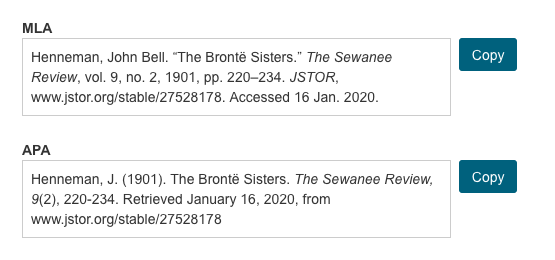 MLA
Henneman, John Bell. “The Brontë Sisters.” The Sewanee
Review, vol. 9, no. 2, 1901, pp. 220–234. JSTOR,
www.jstor.org/stable/27528178. Accessed 16 Jan. 2020.
Copy
APA
Henneman, J. (1901). The Brontë Sisters. The Sewanee Review,
9(2), 220-234. Retrieved January 16, 2020, from
www.jstor.org/stable/27528178
Copy